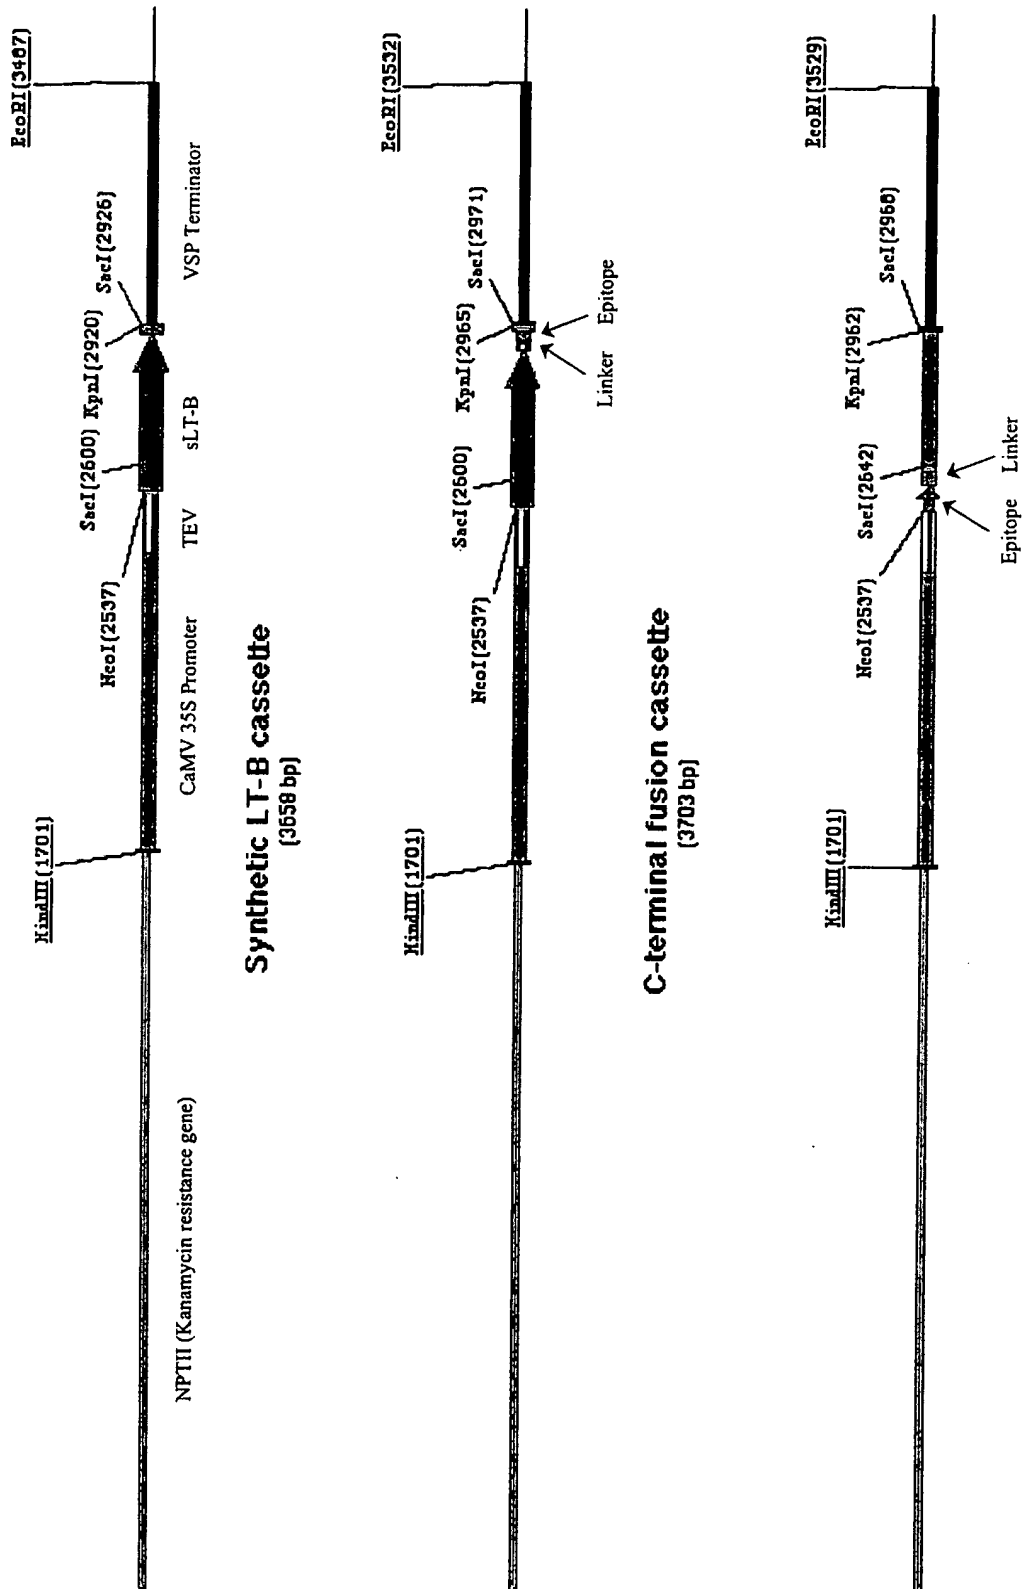 HindIII(1701)
NcoI(2537)
SacI(2600)
KpnI(2920)
SacI(2926)
EcoRI(3487)
NPTII (Kanamycin resistance gene)
CaMV 35S Promoter
TEV
sLT-B
VSP Terminator
Synthetic LT-B cassette
(3658 bp)
HindIII(1701)
NcoI(2537)
SacI(2600)
KpnI(2965)
SacI(2971)
EcoRI(3532)
Linker
Epitope
C-terminal fusion cassette
(3703 bp)
HindIII(1701)
NcoI(2537)
SacI(2642)
KpnI(2962)
SacI(2968)
EcoRI(3529)
Epitope
Linker